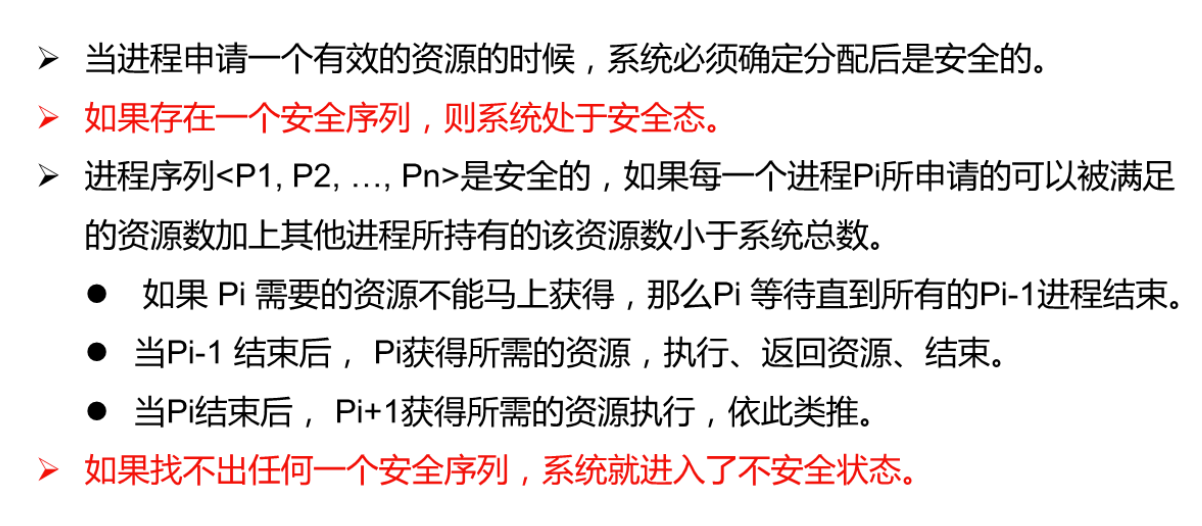 ➢ 当进程申请一个有效的资源的时候，系统必须确定分配后是安全的。
➢ 如果存在一个安全序列，则系统处于安全态。
➢ 进程序列<P1, P2, …, Pn>是安全的，如果每一个进程Pi所申请的可以被满足
的资源数加上其他进程所持有的该资源数小于系统总数。
● 如果 Pi 需要的资源不能马上获得，那么Pi 等待直到所有的Pi-1进程结束。
● 当Pi-1 结束后， Pi获得所需的资源，执行、返回资源、结束。
● 当Pi结束后， Pi+1获得所需的资源执行，依此类推。
➢ 如果找不出任何一个安全序列，系统就进入了不安全状态。